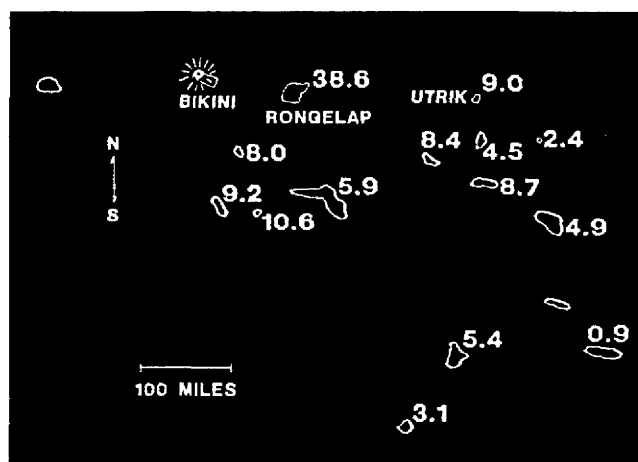 38.6
9.0
BIKINI
UTRIK
RONGELAP
N
8.0
8.4
4.5
2.4
S
9.2
10.6
5.9
8.7
4.9
5.4
0.9
100 MILES
3.1